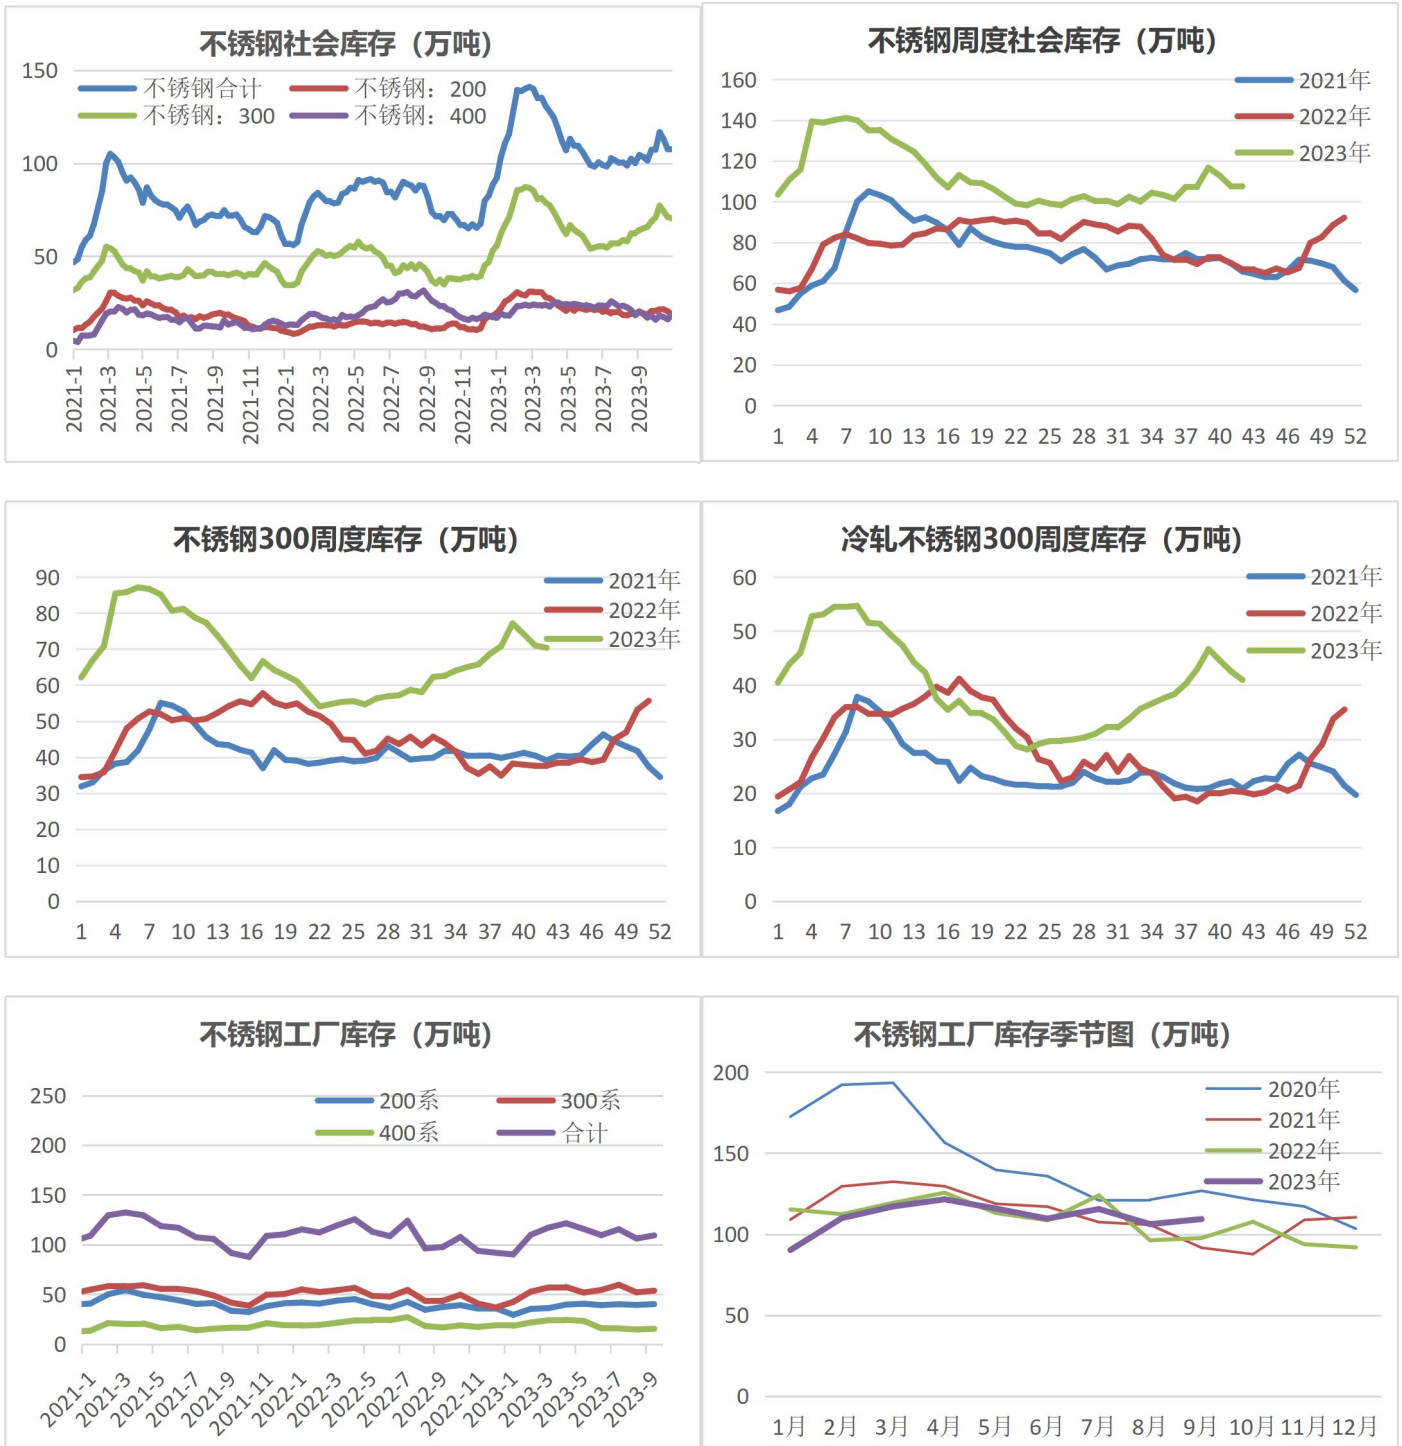 不锈钢社会库存（万吨）
150
100
50
0
不锈钢合计
不锈钢：200
不锈钢：300
不锈钢：400
2021-1
2021-3
2021-5
2021-7
2021-9
2021-11
2022-1
2022-3
2022-5
2022-7
2022-9
2022-11
2023-1
2023-3
2023-5
2023-7
2023-9
不锈钢周度社会库存（万吨）
160
140
120
100
80
60
40
20
0
2021年
2022年
2023年
1 4 7 10 13 16 19 22 25 28 31 34 37 40 43 46 49 52
不锈钢300周度库存（万吨）
90
80
70
60
50
40
30
20
10
0
2021年
2022年
2023年
1 4 7 10 13 16 19 22 25 28 31 34 37 40 43 46 49 52
冷轧不锈钢300周度库存（万吨）
60
50
40
30
20
10
0
2021年
2022年
2023年
1 4 7 10 13 16 19 22 25 28 31 34 37 40 43 46 49 52
不锈钢工厂库存（万吨）
250
200
150
100
50
0
200系
300系
400系
合计
2021-1
2021-3
2021-5
2021-7
2021-9
2021-11
2022-1
2022-3
2022-5
2022-7
2022-9
2022-11
2023-1
2023-3
2023-5
2023-7
2023-9
不锈钢工厂库存季节图（万吨）
200
150
100
50
0
2020年
2021年
2022年
2023年
1月 2月 3月 4月 5月 6月 7月 8月 9月 10月 11月 12月